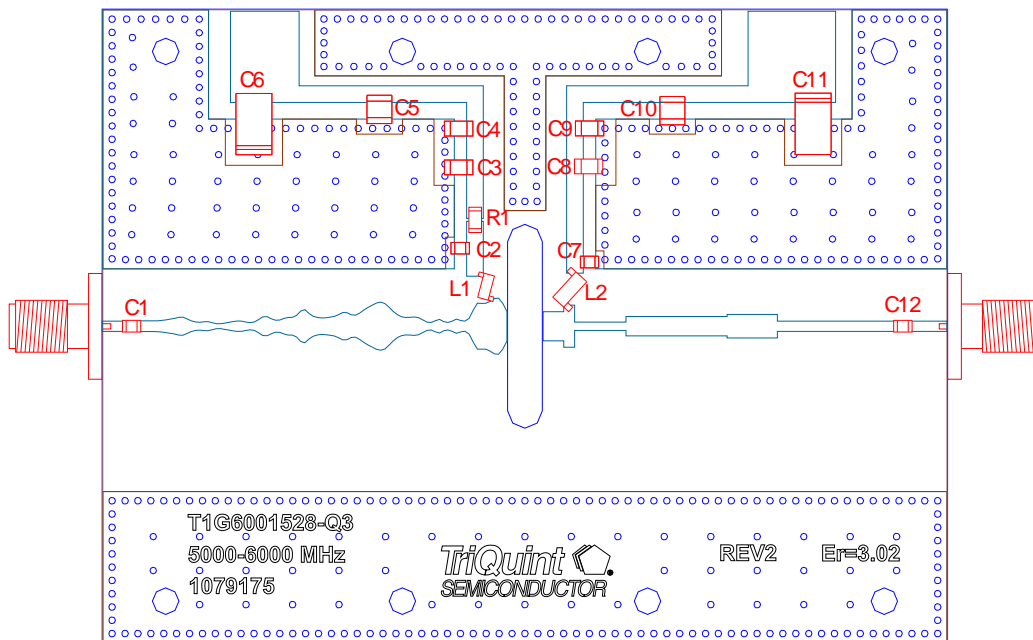 C6
C5
C10
C11
C4
C9
C3
C8
R1
C2
C7
L1
L2
C1
C12
T1G6001528-Q3
5000-6000 MHz
1079175
TriQuint
SEMICONDUCTOR
REV2
Er=3.02